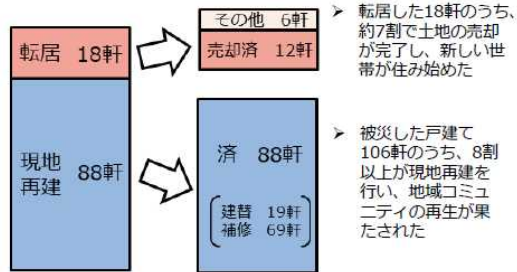 転居 18軒
現地
再建 88軒
その他 6軒
売却済 12軒
済 88軒
建替 19軒
補修 69軒
➢ 転居した18軒のうち、
約7割で土地の売却
が完了し、新しい世
帯が住み始めた
➢ 被災した戸建て
106軒のうち、8割
以上が現地再建を
行い、地域コミュ
ニティの再生が果
たされた